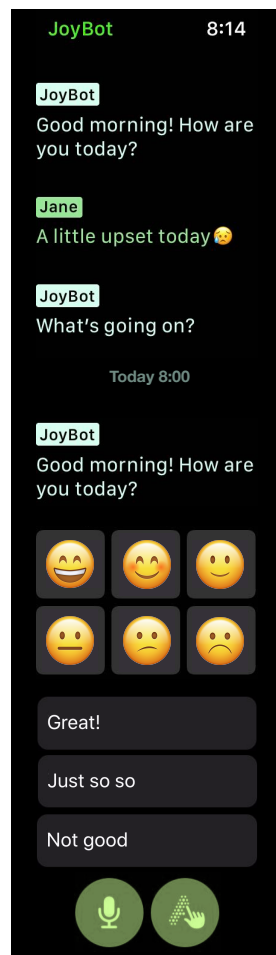 JoyBot 8:14
JoyBot
Good morning! How are
you today?
Jane
A little upset today😥
JoyBot
What's going on?
Today 8:00
JoyBot
Good morning! How are
you today?
Great!
Just so so
Not good